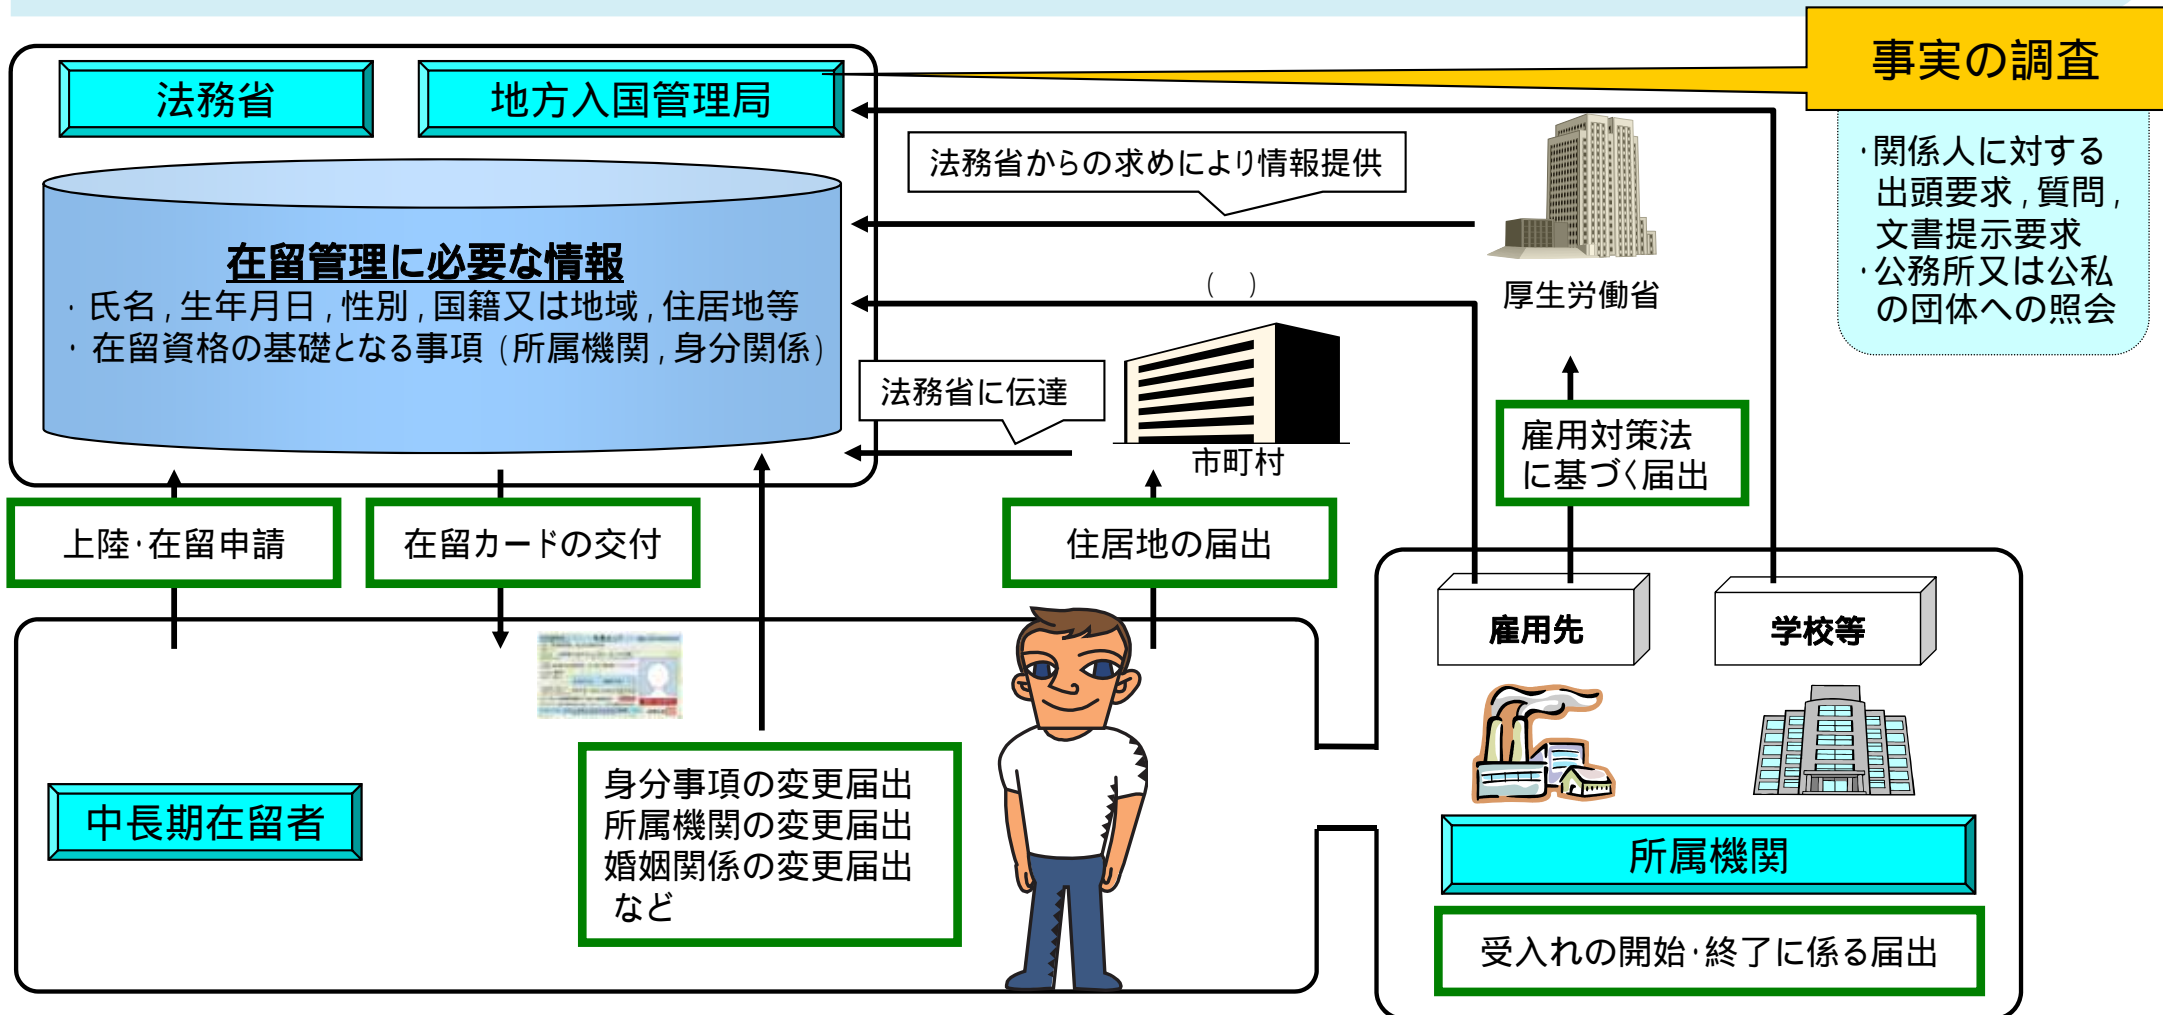 事実の調査
法務省
地方入国管理局
・関係人に対する
出頭要求，質問，
文書提示要求
・公務所又は公私
の団体への照会
法務省からの求めにより情報提供
在留管理に必要な情報
・氏名，生年月日，性別，国籍又は地域，住居地等
・在留資格の基礎となる事項（所属機関，身分関係）
厚生労働省
（　）
法務省に伝達
市町村
雇用対策法
に基づく届出
上陸・在留申請
在留カードの交付
住居地の届出
雇用先
学校等
身分事項の変更届出
所属機関の変更届出
婚姻関係の変更届出
など
中長期在留者
所属機関
受入れの開始・終了に係る届出